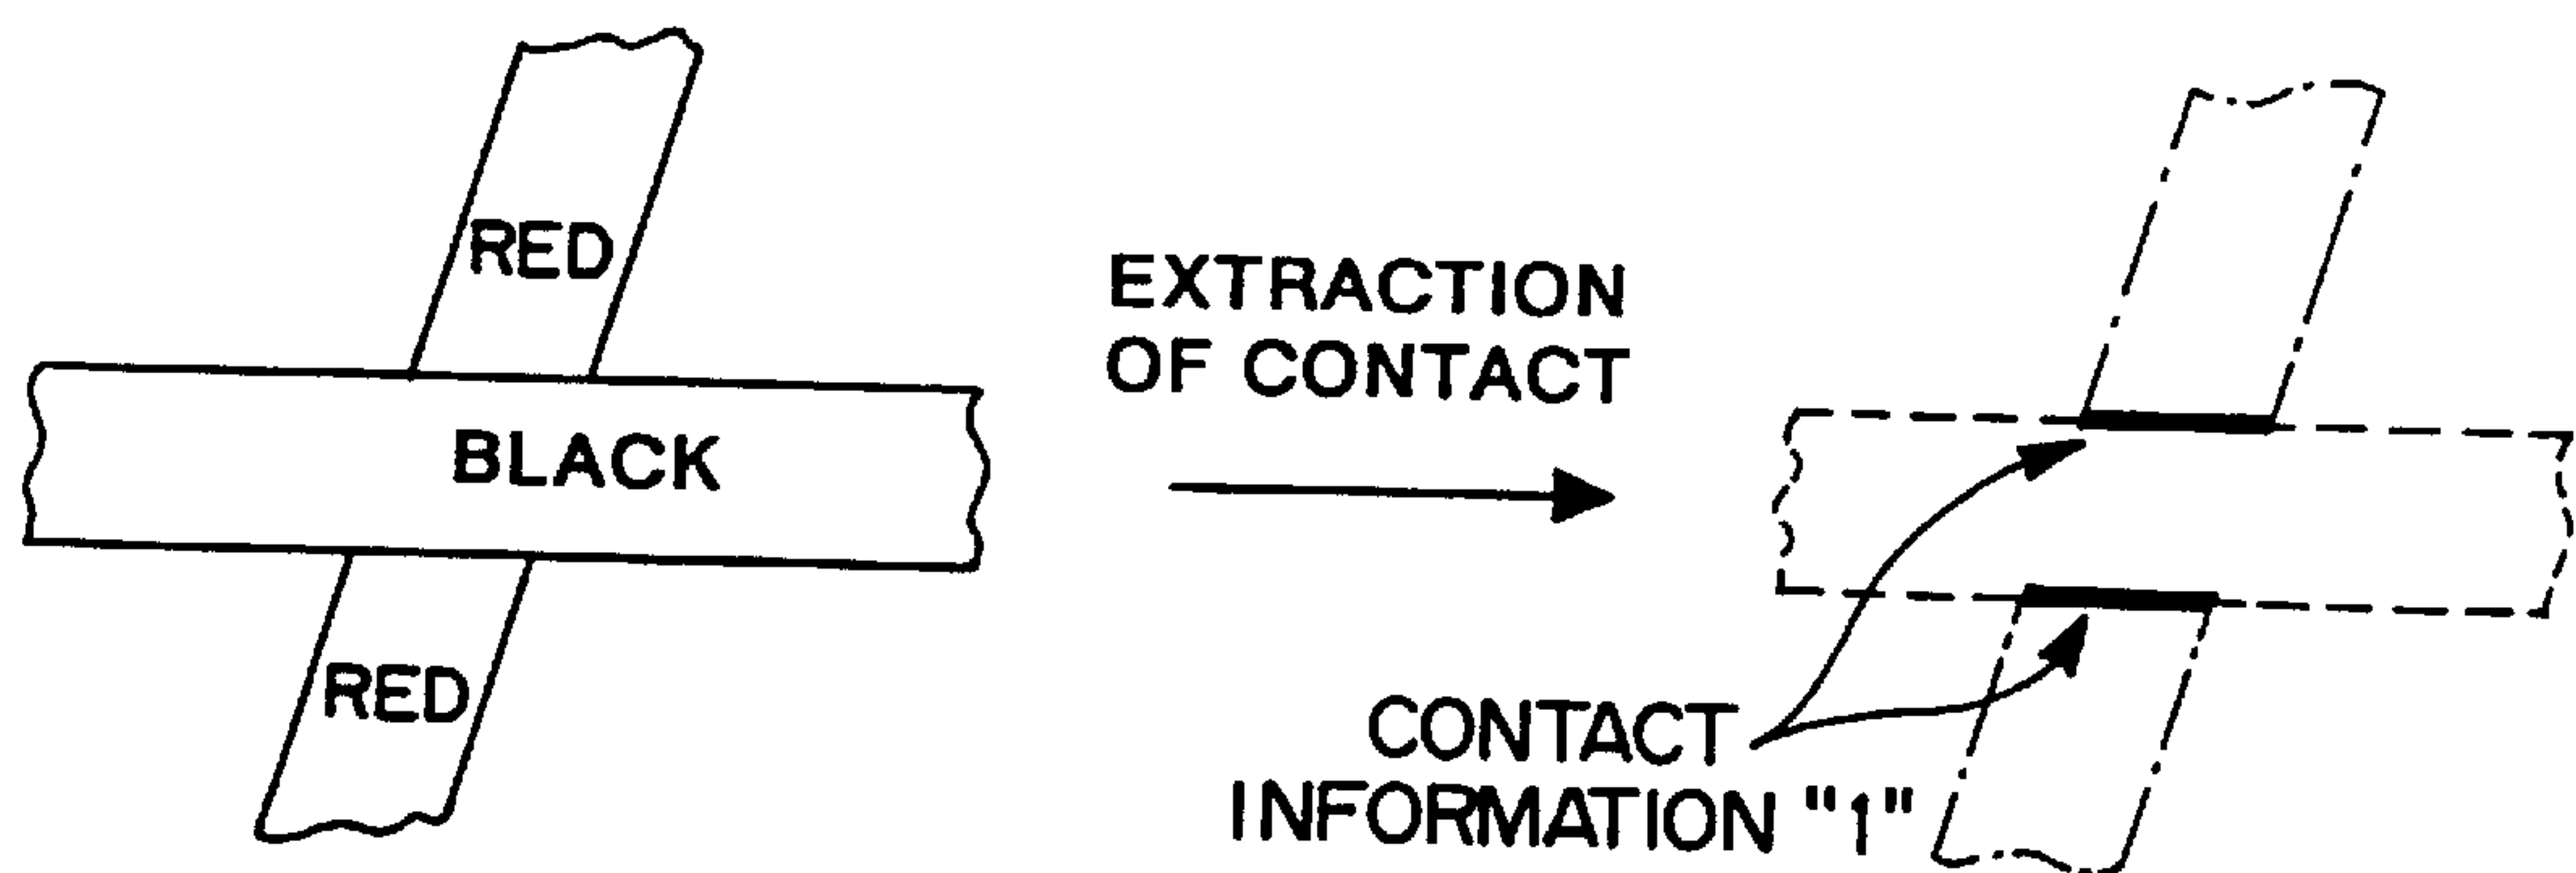 RED
BLACK
RED
EXTRACTION
OF CONTACT
CONTACT
INFORMATION "1"